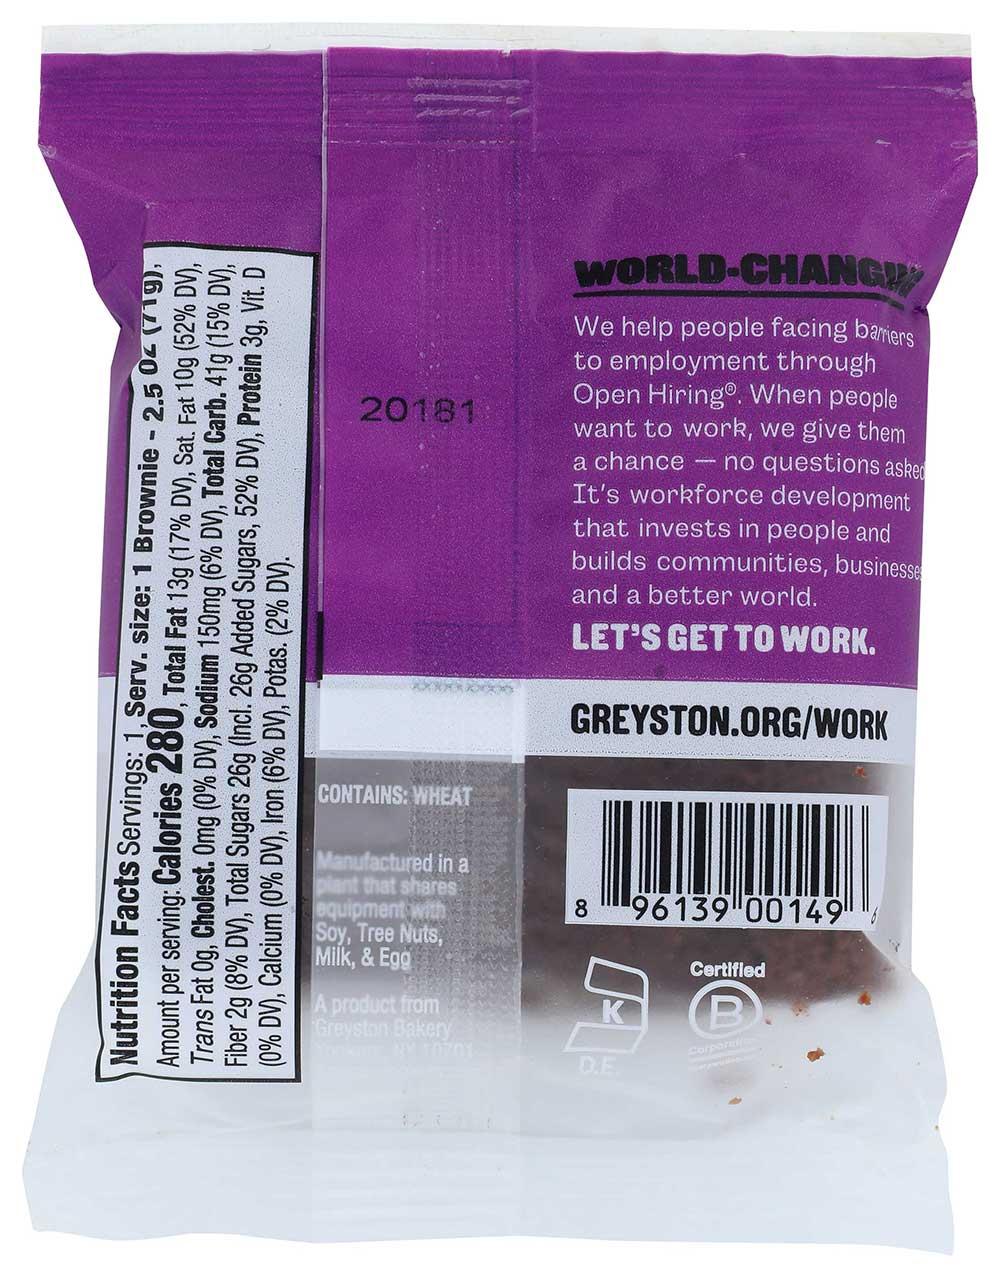 Nutrition Facts Servings: 1, Serv. size: 1 Brownie - 2.5 oz (71g),
Amount per serving: Calories 280, Total Fat 13g (17% DV), Sat. Fat 10g (52% DV),
Trans Fat 0g, Cholest. 0mg (0% DV), Sodium 150mg (6% DV), Total Carb. 41g (15% DV),
Fiber 2g (8% DV), Total Sugars 26g (Incl. 26g Added Sugars, 52% DV), Protein 3g, Vit. D
(0% DV), Calcium (0% DV), Iron (6% DV), Potas. (2% DV).
20181
CONTAINS: WHEAT
Manufactured in a
plant that shares
equipment with
Soy, Tree Nuts,
Milk, & Egg
A product from
Greyston Bakery
NY 10701
WORLD-CHANGIN
We help people facing barriers
to employment through
Open Hiring®. When people
want to work, we give them
a chance — no questions asked
It's workforce development
that invests in people and
builds communities, businesses
and a better world.
LET'S GET TO WORK.
GREYSTON.ORG/WORK
8 96139 00149 6
K
D.E.
Certified
B
Corporation